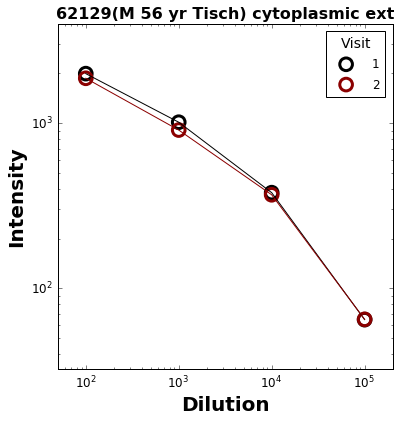 62129(M 56 yr Tisch) cytoplasmic ext
Visit
1
2
10³
10²
Intensity
10² 10³ 10⁴ 10⁵
Dilution